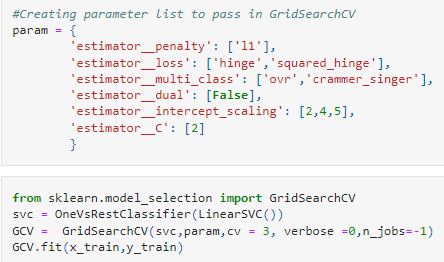 #Creating parameter list to pass in GridSearchCV
param = {
'estimator__penalty': ['l1'],
'estimator__loss': ['hinge','squared_hinge'],
'estimator__multi_class': ['ovr','crammer_singer'],
'estimator__dual': [False],
'estimator__intercept_scaling': [2,4,5],
'estimator__C': [2]
}
from sklearn.model_selection import GridSearchCV
svc = OneVsRestClassifier(LinearSVC())
GCV =  GridSearchCV(svc,param,cv = 3, verbose =0,n_jobs=-1)
GCV.fit(x_train,y_train)